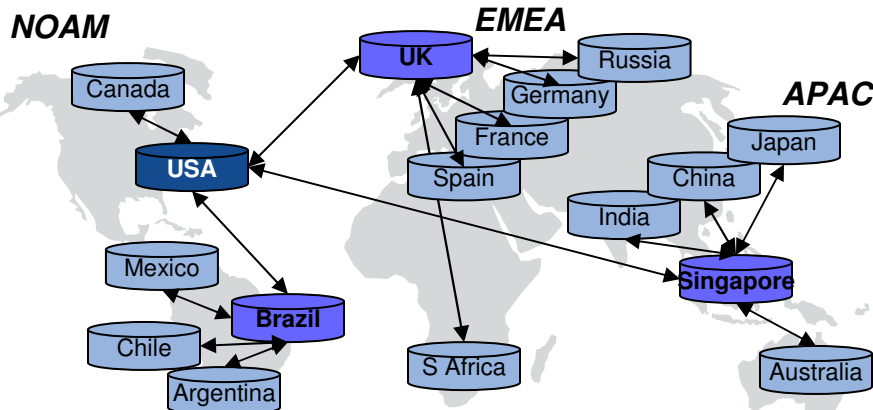 NOAM
EMEA
UK
Russia
Canada
Germany
APAC
France
Japan
USA
Spain
China
India
Mexico
Singapore
Brazil
Chile
S Africa
Australia
Argentina